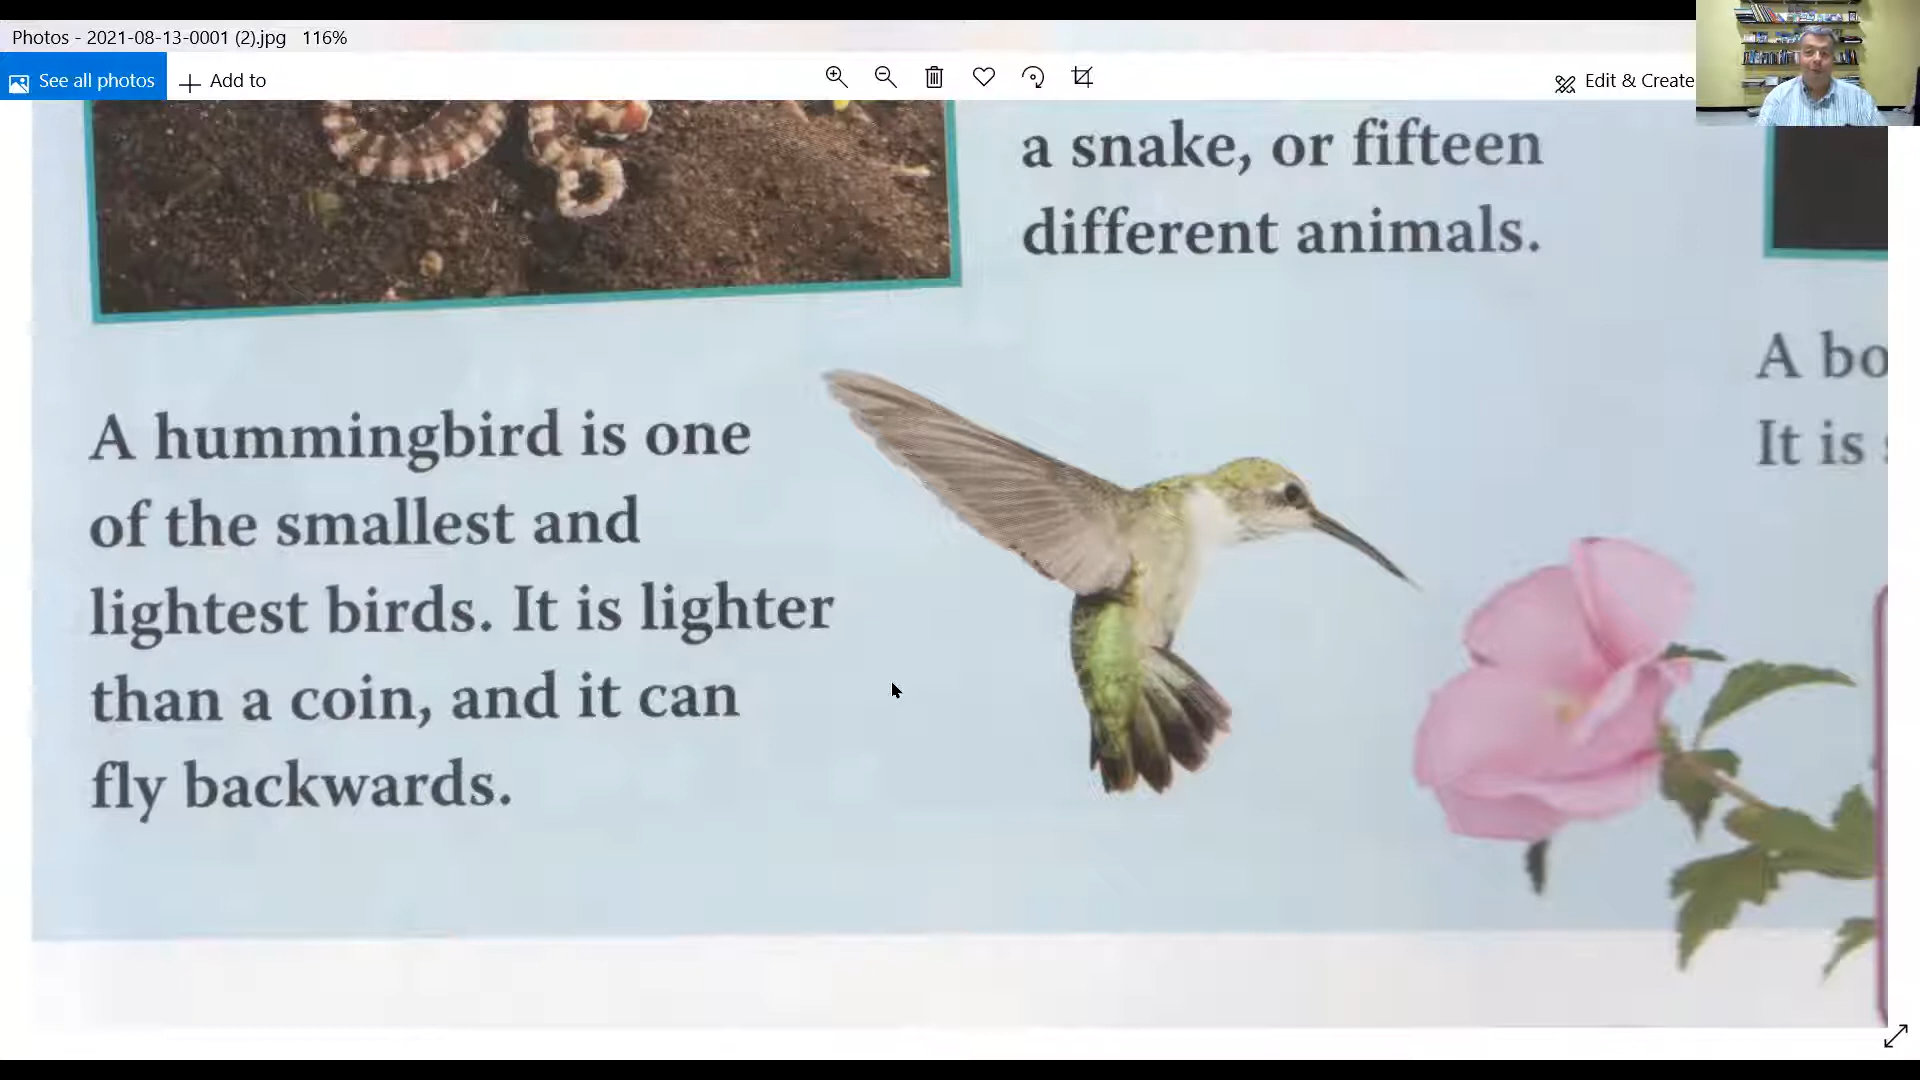 Photos - 2021-08-13-0001 (2).jpg 116%
See all photos
Add to
Edit & Create
a snake, or fifteen
different animals.
A hummingbird is one
of the smallest and
lightest birds. It is lighter
than a coin, and it can
fly backwards.
A
It is